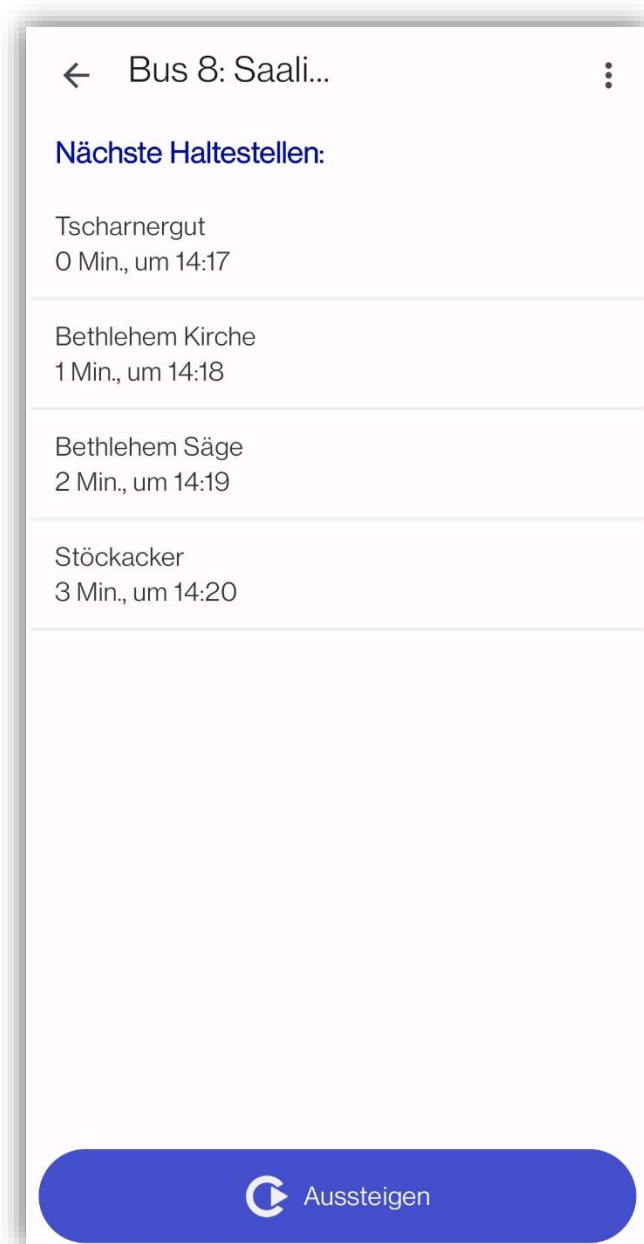 Bus 8: Saali...
Nächste Haltestellen:
Tscharnergut
0 Min., um 14:17
Bethlehem Kirche
1 Min., um 14:18
Bethlehem Säge
2 Min., um 14:19
Stöckacker
3 Min., um 14:20
Aussteigen